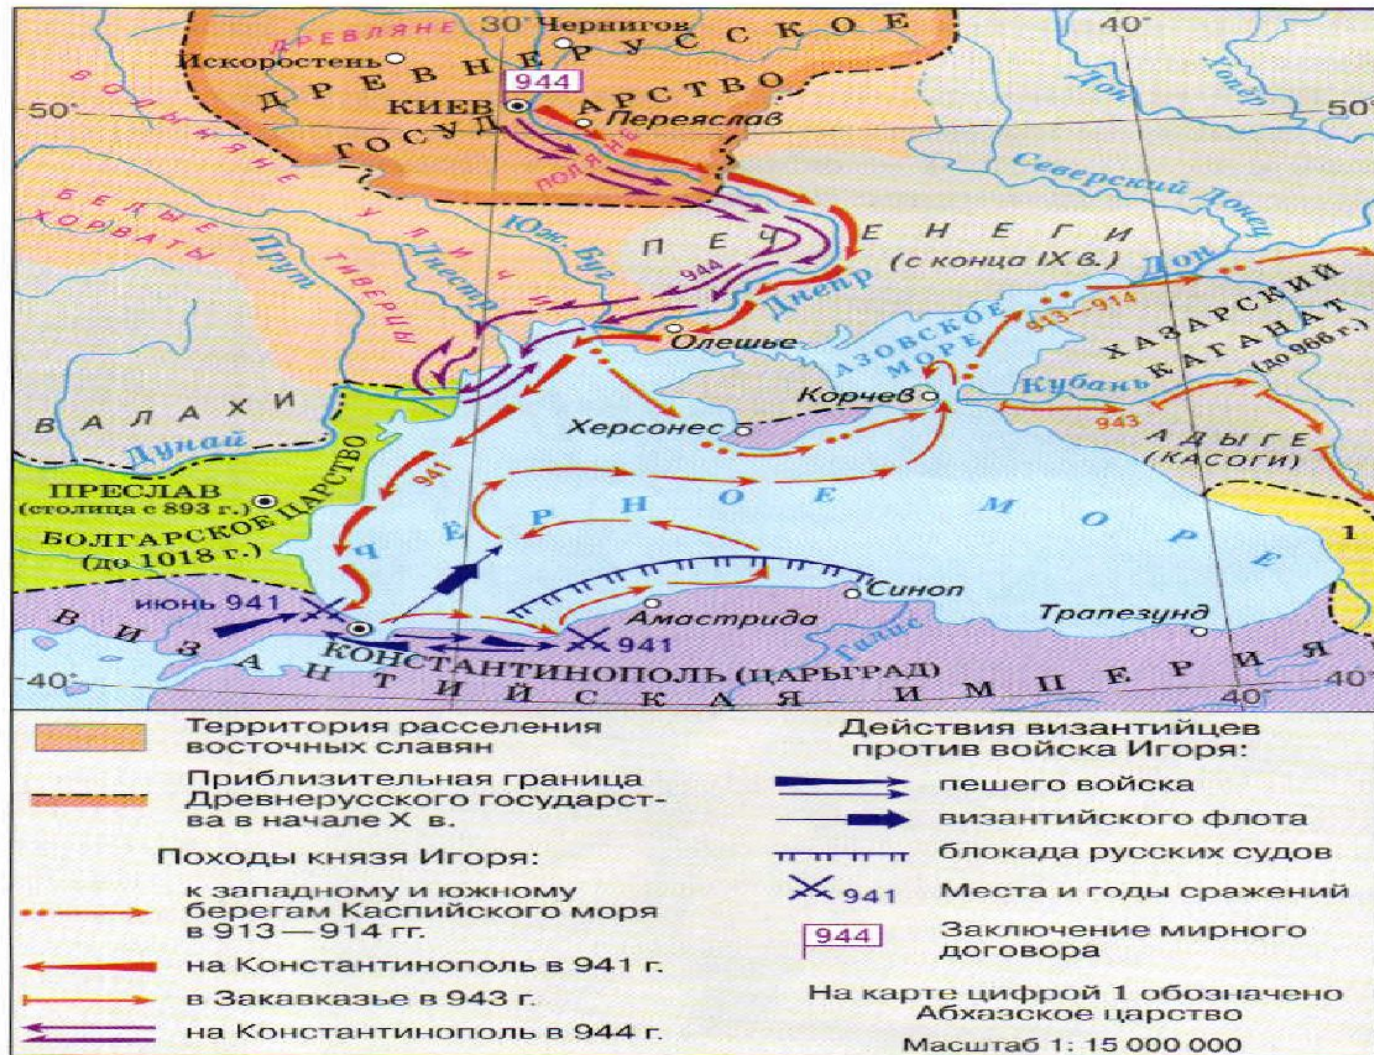 30° Чернигов
40°
ДРЕВЛЯНЕ
Искоростень
ДРЕВНЕРУССКОЕ
ГОСУДАРСТВО
944
КИЕВ
Переяслав
50°
50°
Дон
Хопёр
ВОЛЫНЯНЕ
ПОЛЯНЕ
Северский Донец
БЕЛЫЕ
ХОРВАТЫ
УЛИЧИ
ТИВЕРЦЫ
Прут
Днестр
Юж. Буг
ПЕЧЕНЕГИ
(с конца IX в.)
944
Днепр
Дон
913—914
Олешье
АЗОВСКОЕ
МОРЕ
ХАЗАРСКИЙ
КАГАНАТ
(до 966 г.)
Корчев
Кубань
943
ВАЛАХИ
Дунай
Херсонес
АДЫГЕ
(КАСОГИ)
941
ПРЕСЛАВ
(столица с 893 г.)
БОЛГАРСКОЕ ЦАРСТВО
(до 1018 г.)
ЧЁРНОЕ МОРЕ
1
июнь 941
Синоп
Амастрида
Трапезунд
941
Галис
КОНСТАНТИНОПОЛЬ (ЦАРЬГРАД)
ВИЗАНТИЙСКАЯ ИМПЕРИЯ
40°
40°
40°
Территория расселения
восточных славян
Приблизительная граница
Древнерусского государст-
ва в начале X в.
Походы князя Игоря:
к западному и южному
берегам Каспийского моря
в 913—914 гг.
на Константинополь в 941 г.
в Закавказье в 943 г.
на Константинополь в 944 г.
Действия византийцев
против войска Игоря:
пешего войска
византийского флота
блокада русских судов
941 Места и годы сражений
944 Заключение мирного
договора
На карте цифрой 1 обозначено
Абхазское царство
Масштаб 1: 15 000 000